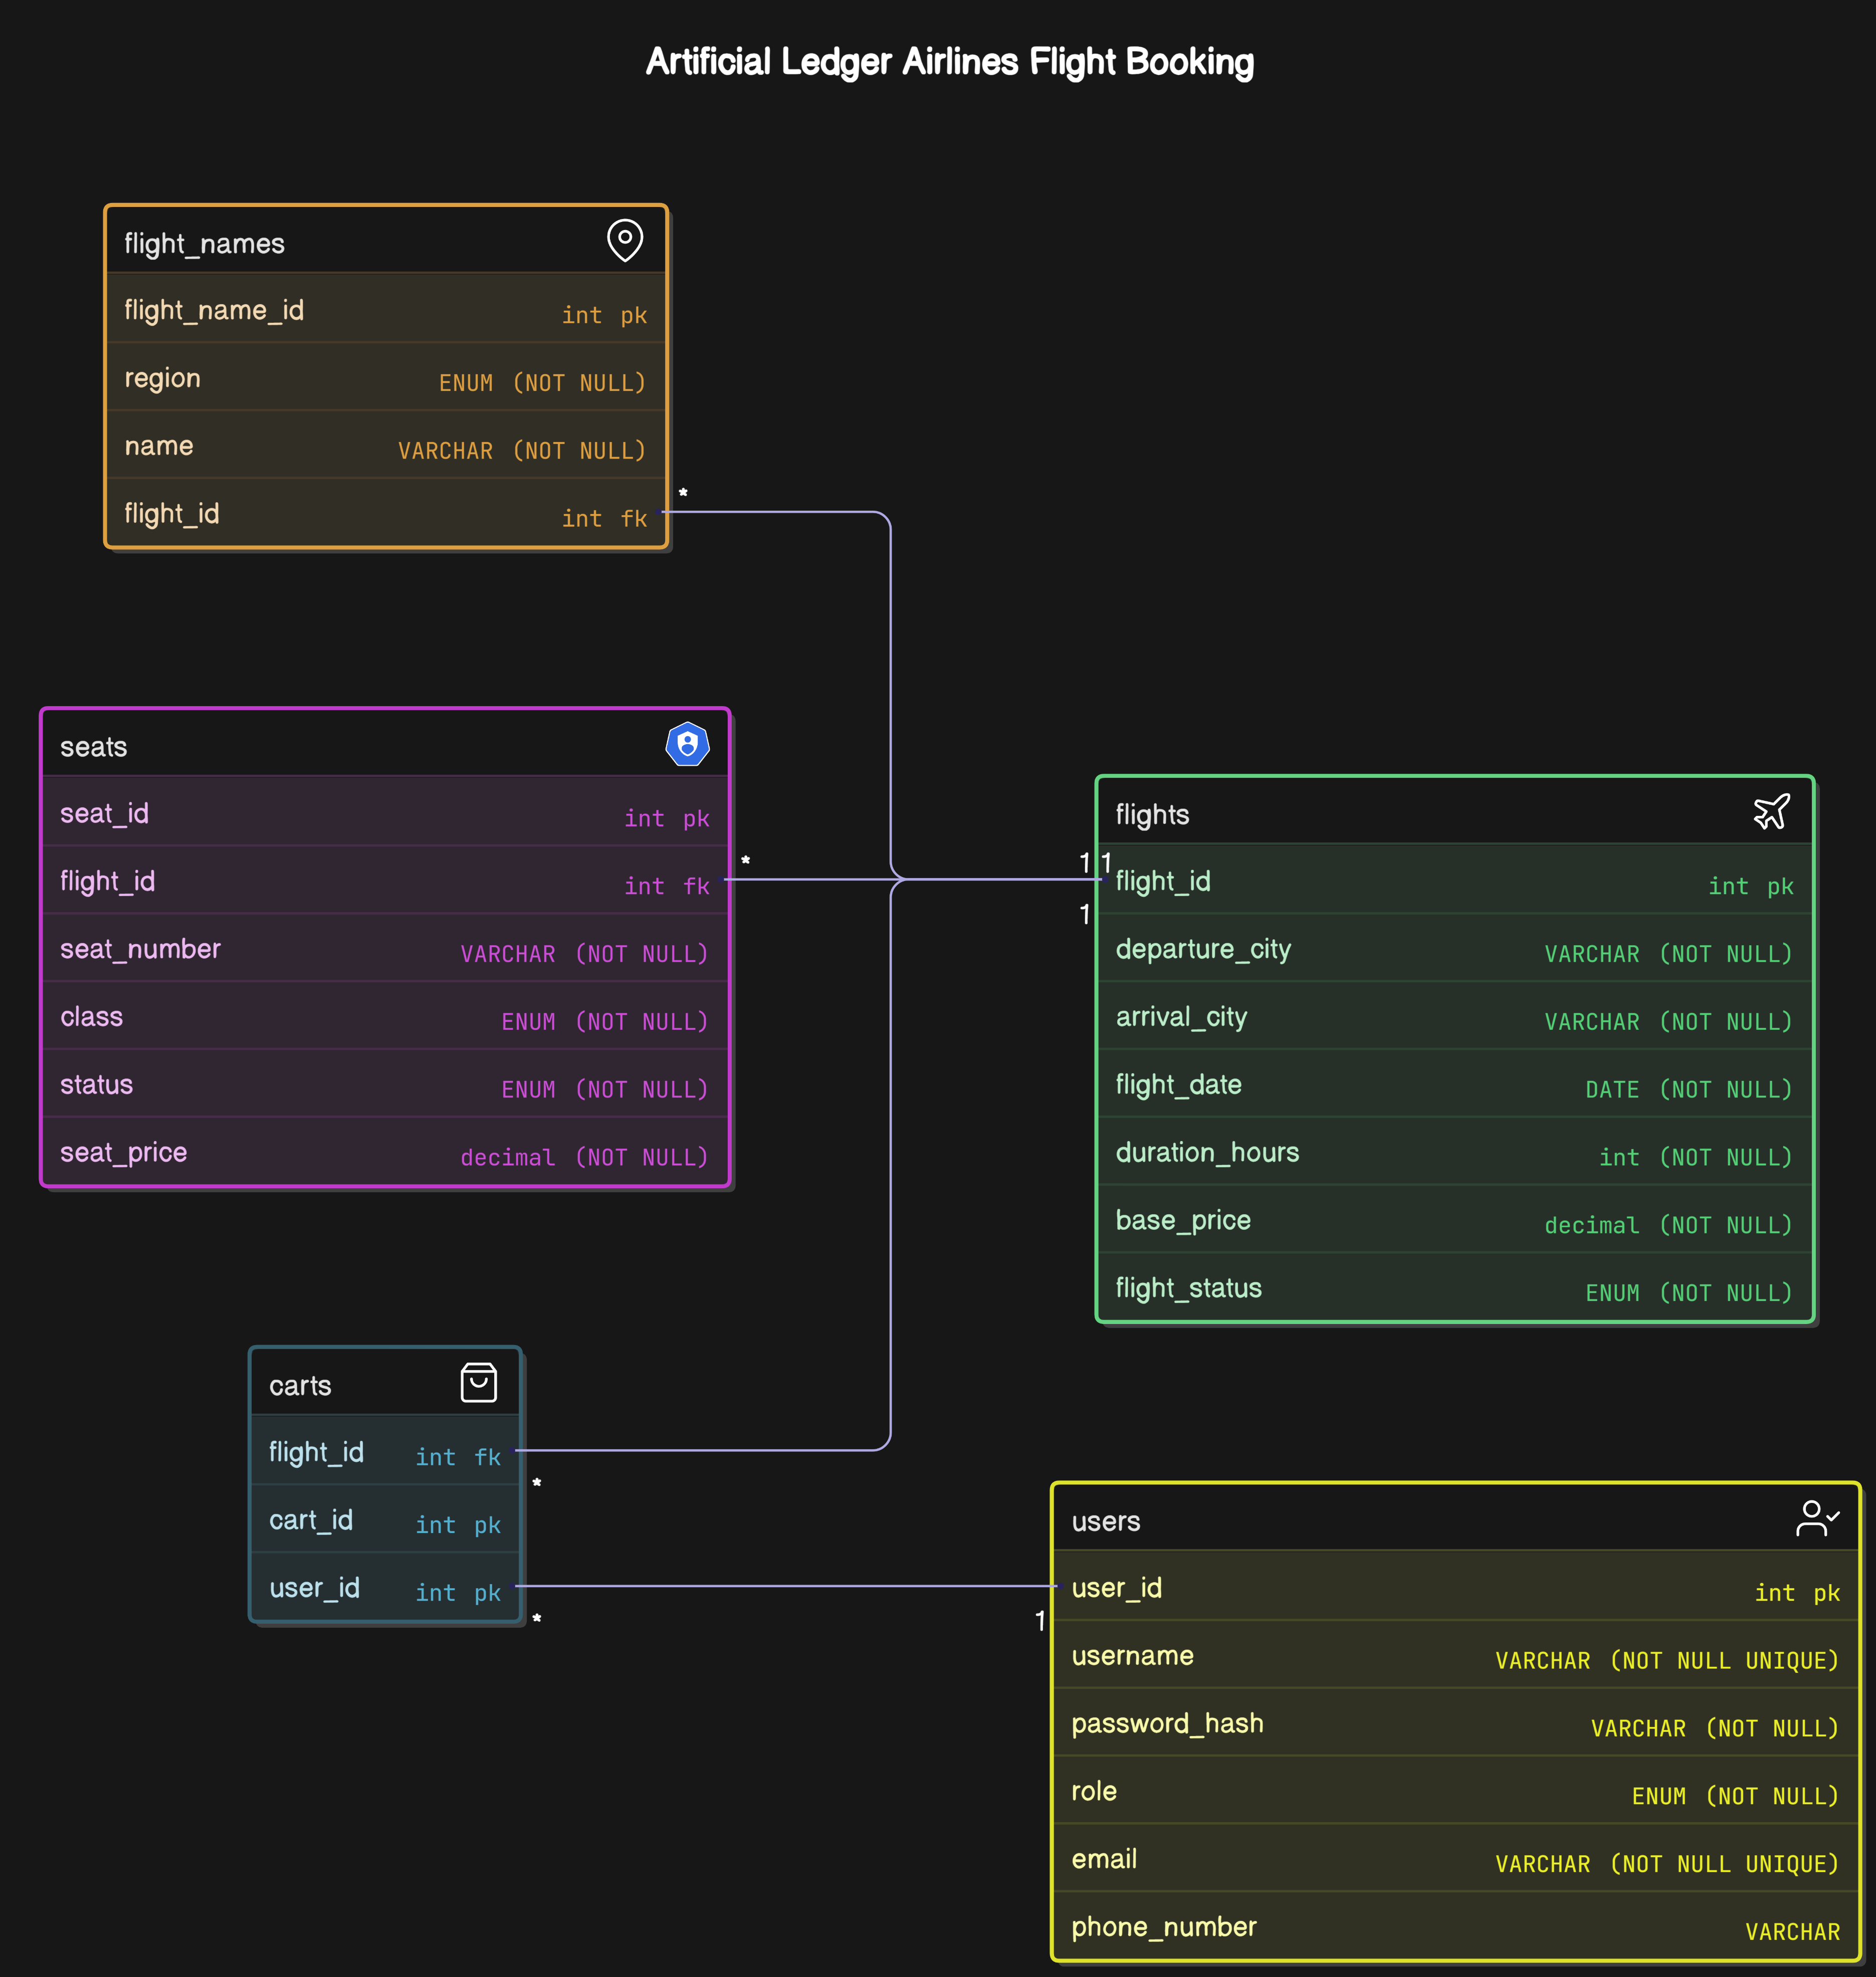 Artificial Ledger Airlines Flight Booking
flight_names
flight_name_id int pk
region ENUM (NOT NULL)
name VARCHAR (NOT NULL)
flight_id int fk
*
seats
seat_id int pk
flight_id int fk
seat_number VARCHAR (NOT NULL)
class ENUM (NOT NULL)
status ENUM (NOT NULL)
seat_price decimal (NOT NULL)
*
1 1
1
flights
flight_id int pk
departure_city VARCHAR (NOT NULL)
arrival_city VARCHAR (NOT NULL)
flight_date DATE (NOT NULL)
duration_hours int (NOT NULL)
base_price decimal (NOT NULL)
flight_status ENUM (NOT NULL)
carts
flight_id int fk
*
cart_id int pk
user_id int pk
*
1
users
user_id int pk
username VARCHAR (NOT NULL UNIQUE)
password_hash VARCHAR (NOT NULL)
role ENUM (NOT NULL)
email VARCHAR (NOT NULL UNIQUE)
phone_number VARCHAR